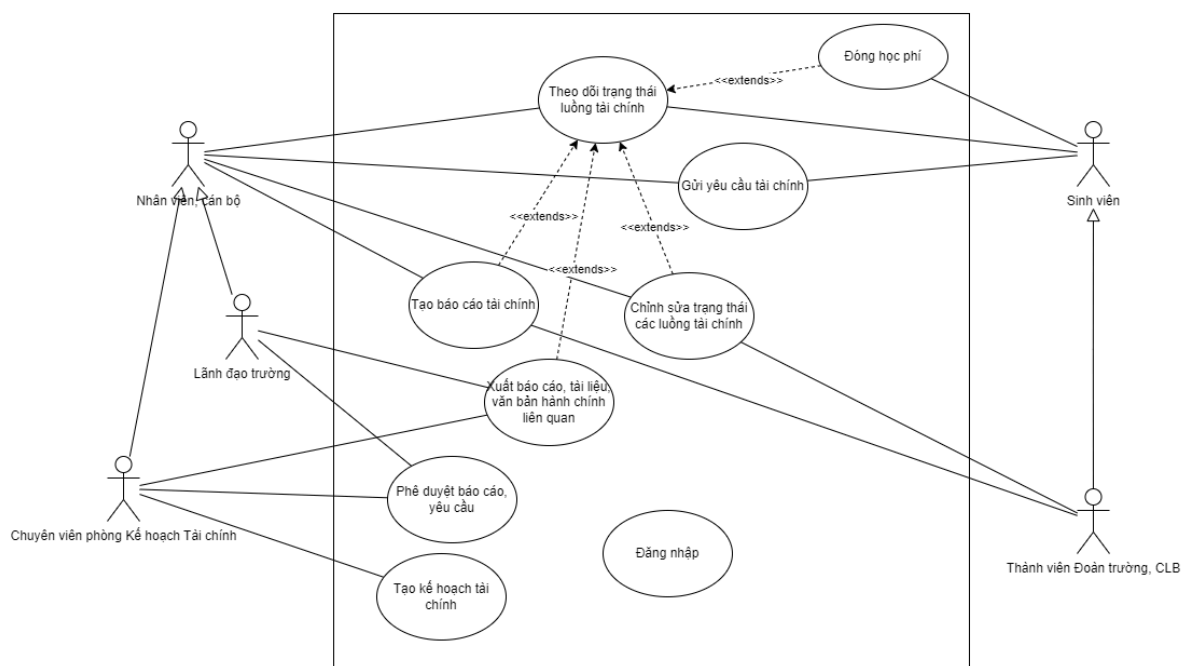 Đóng học phí
<<extends>>
Theo dõi trạng thái
luồng tài chính
Gửi yêu cầu tài chính
Nhân viên, cán bộ
Sinh viên
<<extends>>
<<extends>>
<<extends>>
Tạo báo cáo tài chính
Chỉnh sửa trạng thái
các luồng tài chính
Lãnh đạo trường
Xuất báo cáo, tài liệu,
văn bản hành chính
liên quan
Phê duyệt báo cáo,
yêu cầu
Chuyên viên phòng Kế hoạch Tài chính
Đăng nhập
Thành viên Đoàn trường, CLB
Tạo kế hoạch tài
chính